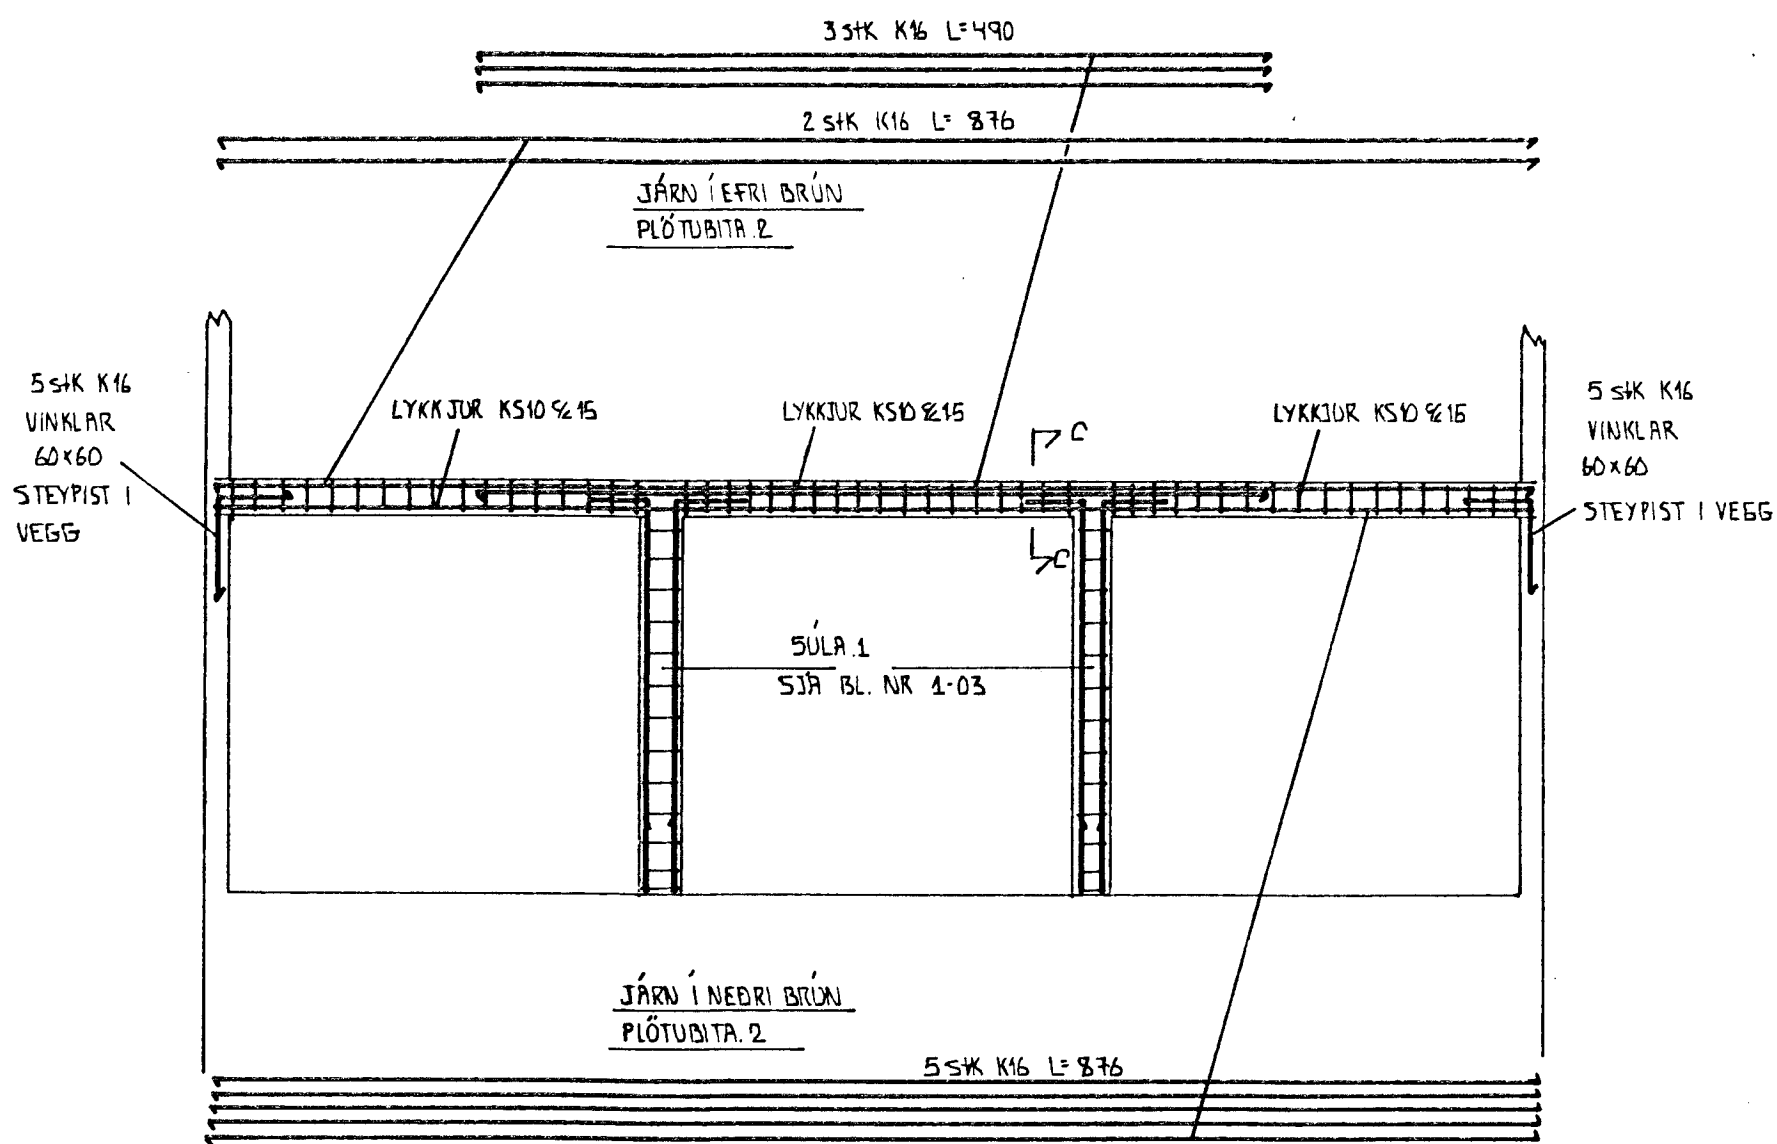 3 stK K16 L=490
2 stK K16 L= 876
JÁRN Í EFRI BRÚN
PLÖTUBITA.2
5 stK K16
VINKLAR
60x60
STEYPIST Í
VEGG
LYKKJUR KS10 % 15
LYKKJUR KS10 % 15
LYKKJUR KS10 % 15
5 stK K16
VINKLAR
60x60
STEYPIST Í VEGG
C
C
SÚLA.1
SJÁ BL. NR 1-03
JÁRN Í NEÐRI BRÚN
PLÖTUBITA.2
5 stK K16 L= 876